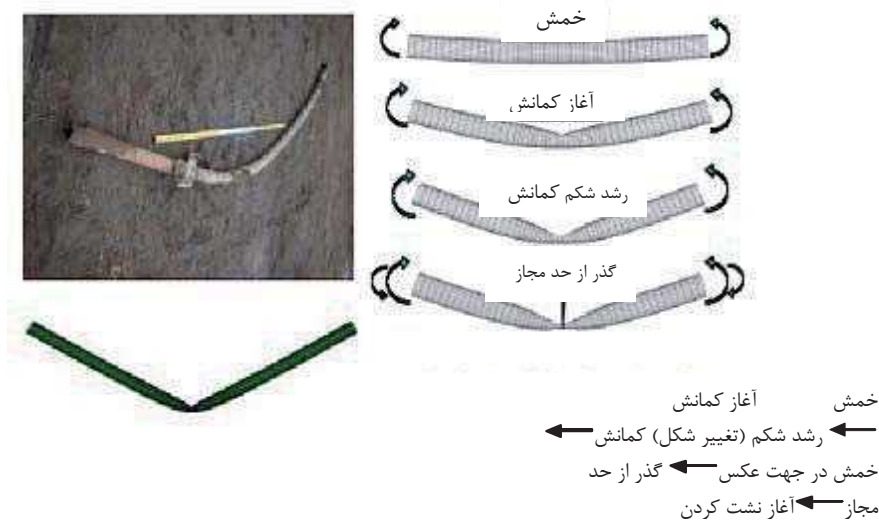 خمش
آغاز کمانش
رشد شکم کمانش
گذر از حد مجاز
خمش آغاز کمانش
رشد شکم (تغییر شکل) کمانش
خمش در جهت عکس گذر از حد
مجاز آغاز نشت کردن